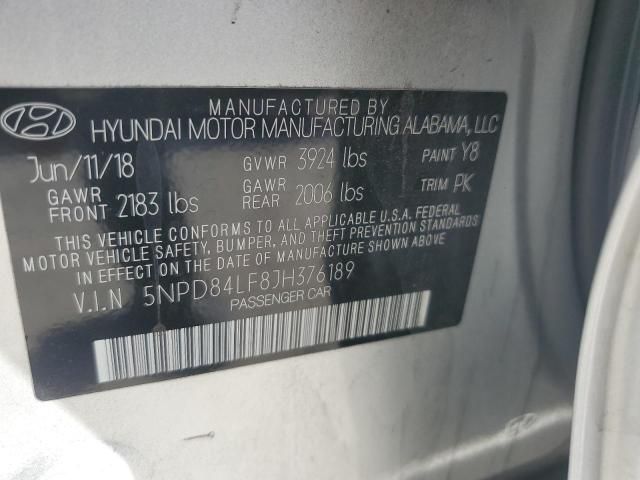 MANUFACTURED BY
HYUNDAI MOTOR MANUFACTURING ALABAMA, LLC
Jun/11/18 GVWR 3924 lbs PAINT Y8
GAWR FRONT 2183 lbs GAWR REAR 2006 lbs TRIM PK
THIS VEHICLE CONFORMS TO ALL APPLICABLE U.S.A. FEDERAL
MOTOR VEHICLE SAFETY, BUMPER, AND THEFT PREVENTION STANDARDS
IN EFFECT ON THE DATE OF MANUFACTURE SHOWN ABOVE
V.I.N 5NPD84LF8JH376189
PASSENGER CAR